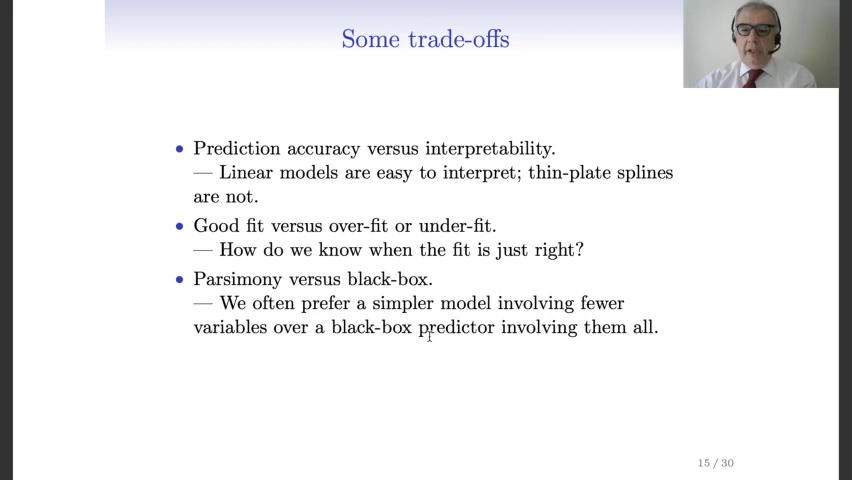 Some trade-offs
• Prediction accuracy versus interpretability.
— Linear models are easy to interpret; thin-plate splines
are not.
• Good fit versus over-fit or under-fit.
— How do we know when the fit is just right?
• Parsimony versus black-box.
— We often prefer a simpler model involving fewer
variables over a black-box predictor involving them all.
15 / 30